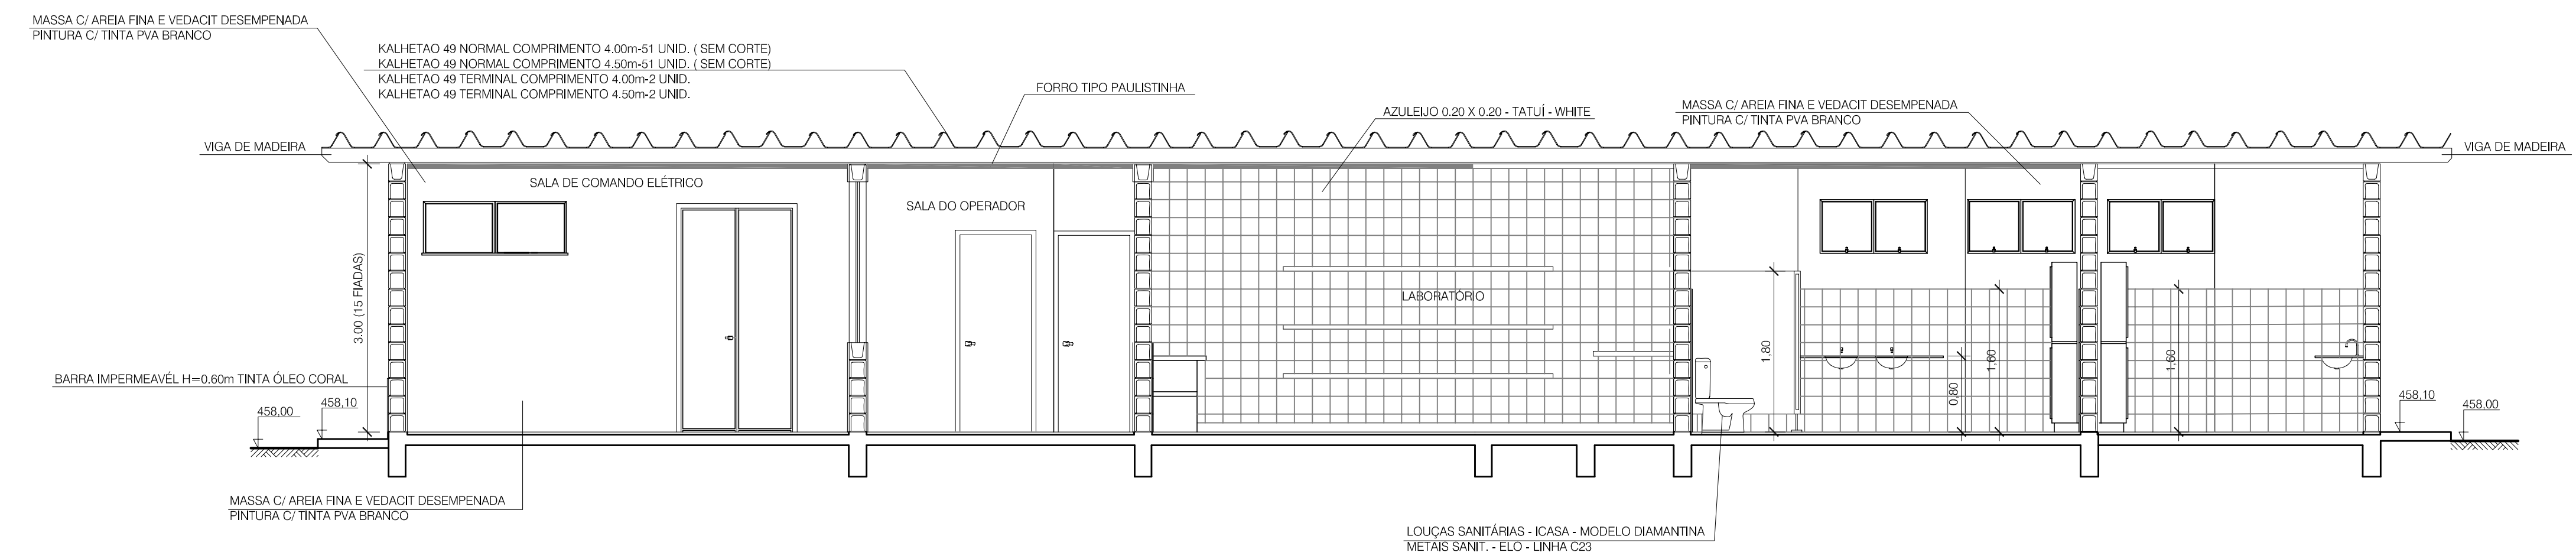 MASSA C/ AREIA FINA E VEDACIT DESEMPENADA
PINTURA C/ TINTA PVA BRANCO
KALHETAO 49 NORMAL COMPRIMENTO 4.00m-51 UNID. ( SEM CORTE)
KALHETAO 49 NORMAL COMPRIMENTO 4.50m-51 UNID. ( SEM CORTE)
KALHETAO 49 TERMINAL COMPRIMENTO 4.00m-2 UNID.
KALHETAO 49 TERMINAL COMPRIMENTO 4.50m-2 UNID.
FORRO TIPO PAULISTINHA
AZULEIJO 0.20 X 0.20 - TATUÍ - WHITE
MASSA C/ AREIA FINA E VEDACIT DESEMPENADA
PINTURA C/ TINTA PVA BRANCO
VIGA DE MADEIRA
VIGA DE MADEIRA
SALA DE COMANDO ELÉTRICO
SALA DO OPERADOR
LABORATÓRIO
3.00 (15 FIADAS)
1,80
1,60
0,80
1,60
BARRA IMPERMEAVÉL H=0.60m TINTA ÓLEO CORAL
458,00
458,10
458,10
458,00
MASSA C/ AREIA FINA E VEDACIT DESEMPENADA
PINTURA C/ TINTA PVA BRANCO
LOUÇAS SANITÁRIAS - ICASA - MODELO DIAMANTINA
METAIS SANIT. - ELO - LINHA C23